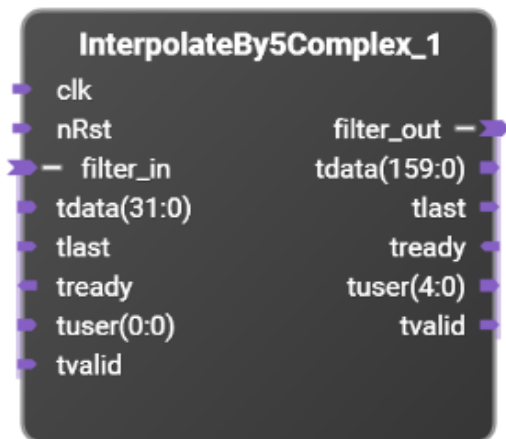 InterpolateBy5Complex_1
clk
nRst
filter_in
tdata(31:0)
tlast
tready
tuser(0:0)
tvalid
filter_out
tdata(159:0)
tlast
tready
tuser(4:0)
tvalid